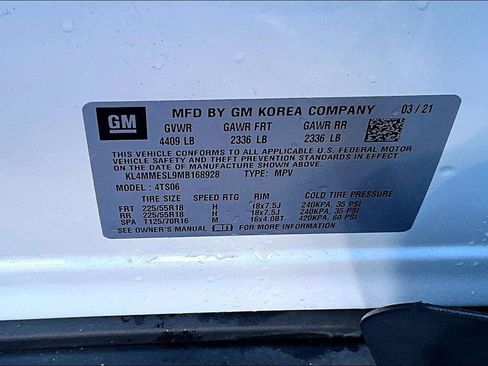 GM
MFD BY GM KOREA COMPANY 03/21
GVWR GAWR FRT GAWR RR
4409 LB 2336 LB 2336 LB
THIS VEHICLE CONFORMS TO ALL APPLICABLE U.S. FEDERAL MOTOR
VEHICLE SAFETY AND THEFT PREVENTION STANDARDS IN EFFECT
ON THE DATE OF MANUFACTURE SHOWN ABOVE.
KL4MMESL9MB168928 TYPE: MPV
MODEL : 4TS06
TIRE SIZE SPEED RTG RIM COLD TIRE PRESSURE
FRT 225/55R18 H 18x7.5J 240KPA, 35 PSI
RR 225/55R18 H 18x7.5J 240KPA, 35 PSI
SPA T125/70R16 M 16x4.0BT 420KPA, 60 PSI
SEE OWNER'S MANUAL FOR MORE INFORMATION